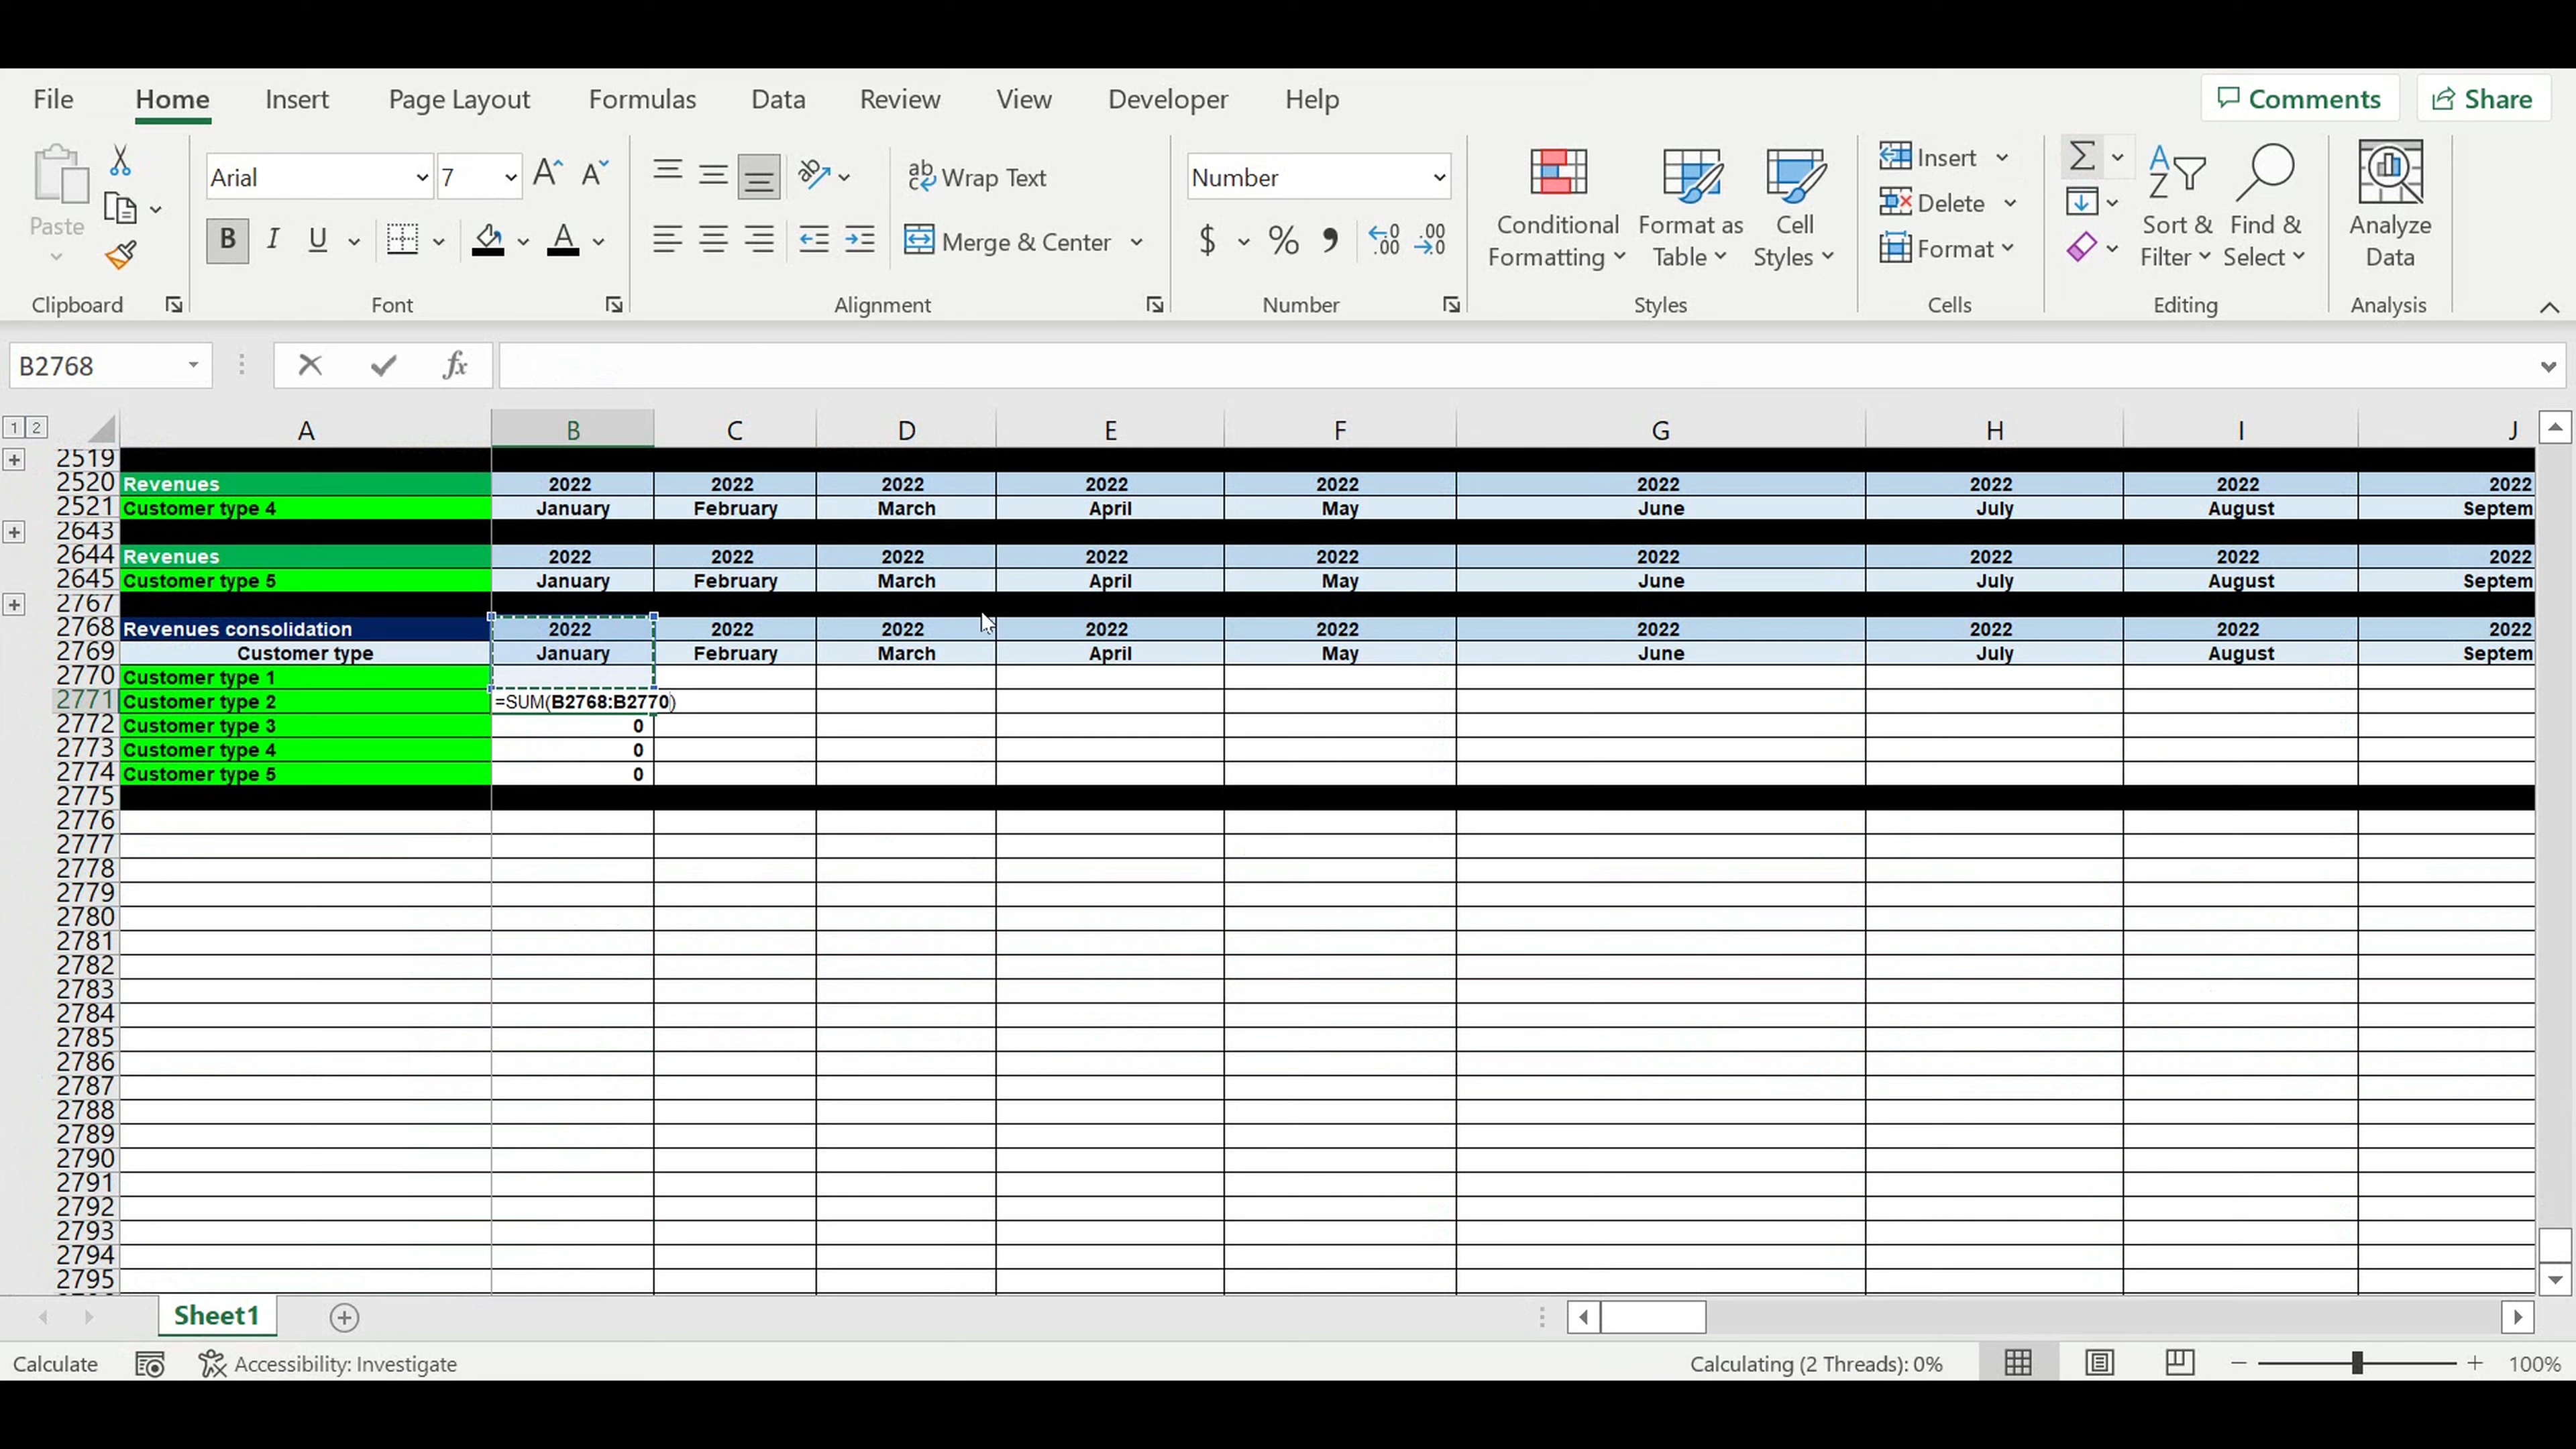 File Home Insert Page Layout Formulas Data Review View Developer Help Comments Share
Arial 7 Wrap Text Number Insert
Paste Conditional Format as Cell Delete Sort & Find & Analyze
B I U Merge & Center $ % Formatting Table Styles Format Filter Select Data
Clipboard Font Alignment Number Styles Cells Editing Analysis
B2768 fx
1 2 A B C D E F G H I J
2519
2520 Revenues 2022 2022 2022 2022 2022 2022 2022 2022 2022
2521 Customer type 4 January February March April May June July August Septem
2643
2644 Revenues 2022 2022 2022 2022 2022 2022 2022 2022 2022
2645 Customer type 5 January February March April May June July August Septem
2767
2768 Revenues consolidation 2022 2022 2022 2022 2022 2022 2022 2022 2022
2769 Customer type January February March April May June July August Septem
2770 Customer type 1
2771 Customer type 2 =SUM(B2768:B2770)
2772 Customer type 3 0
2773 Customer type 4 0
2774 Customer type 5 0
2775
2776
2777
2778
2779
2780
2781
2782
2783
2784
2785
2786
2787
2788
2789
2790
2791
2792
2793
2794
2795
Sheet1
Calculate Accessibility: Investigate Calculating (2 Threads): 0% 100%